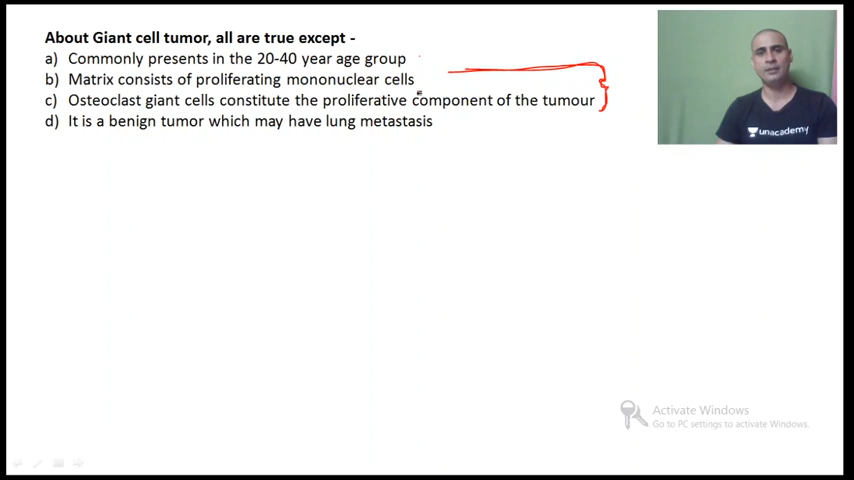 About Giant cell tumor, all are true except -
a) Commonly presents in the 20-40 year age group
b) Matrix consists of proliferating mononuclear cells
c) Osteoclast giant cells constitute the proliferative component of the tumour
d) It is a benign tumor which may have lung metastasis
unacademy
Activate Windows
Go to PC settings to activate Windows.